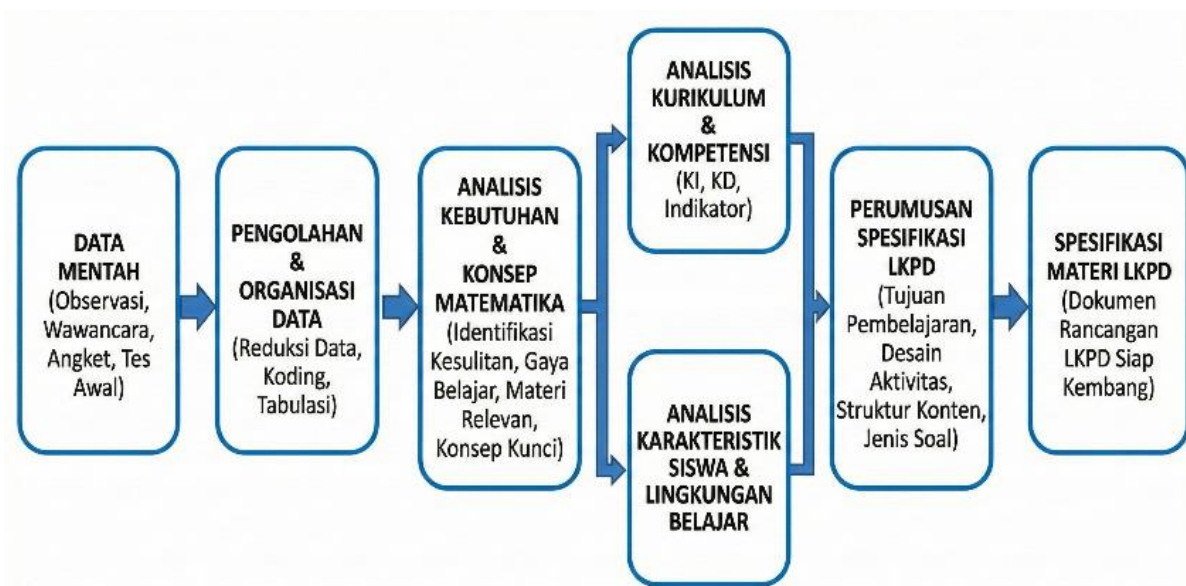 DATA
MENTAH
(Observasi,
Wawancara,
Angket, Tes
Awal)
PENGOLAHAN
&
ORGANISASI
DATA
(Reduksi Data,
Koding,
Tabulasi)
ANALISIS
KEBUTUHAN
&
KONSEP
MATEMATIKA
(Identifikasi
Kesulitan, Gaya
Belajar, Materi
Relevan,
Konsep Kunci)
ANALISIS
KURIKULUM
&
KOMPETENSI
(KI, KD,
Indikator)
ANALISIS
KARAKTERISTIK
SISWA &
LINGKUNGAN
BELAJAR
PERUMUSAN
SPESIFIKASI
LKPD
(Tujuan
Pembelajaran,
Desain
Aktivitas,
Struktur Konten,
Jenis Soal)
SPESIFIKASI
MATERI LKPD
(Dokumen
Rancangan
LKPD Siap
Kembang)